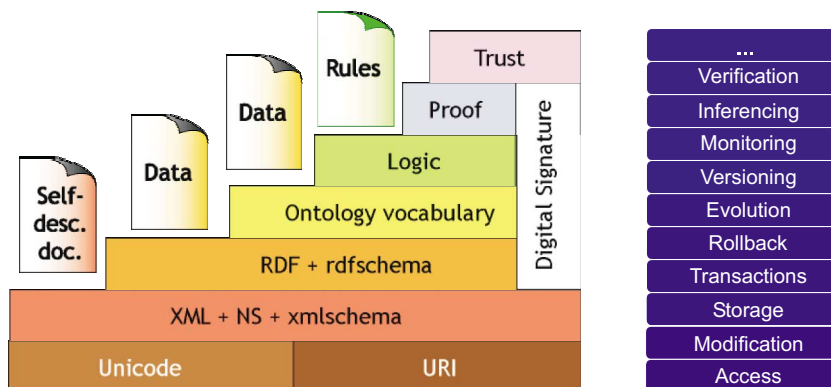 Trust
Rules
Proof
Data
Logic
Data
Ontology vocabulary
Self-
desc.
doc.
RDF + rdfschema
Digital Signature
XML + NS + xmlschema
Unicode
URI
...
Verification
Inferencing
Monitoring
Versioning
Evolution
Rollback
Transactions
Storage
Modification
Access